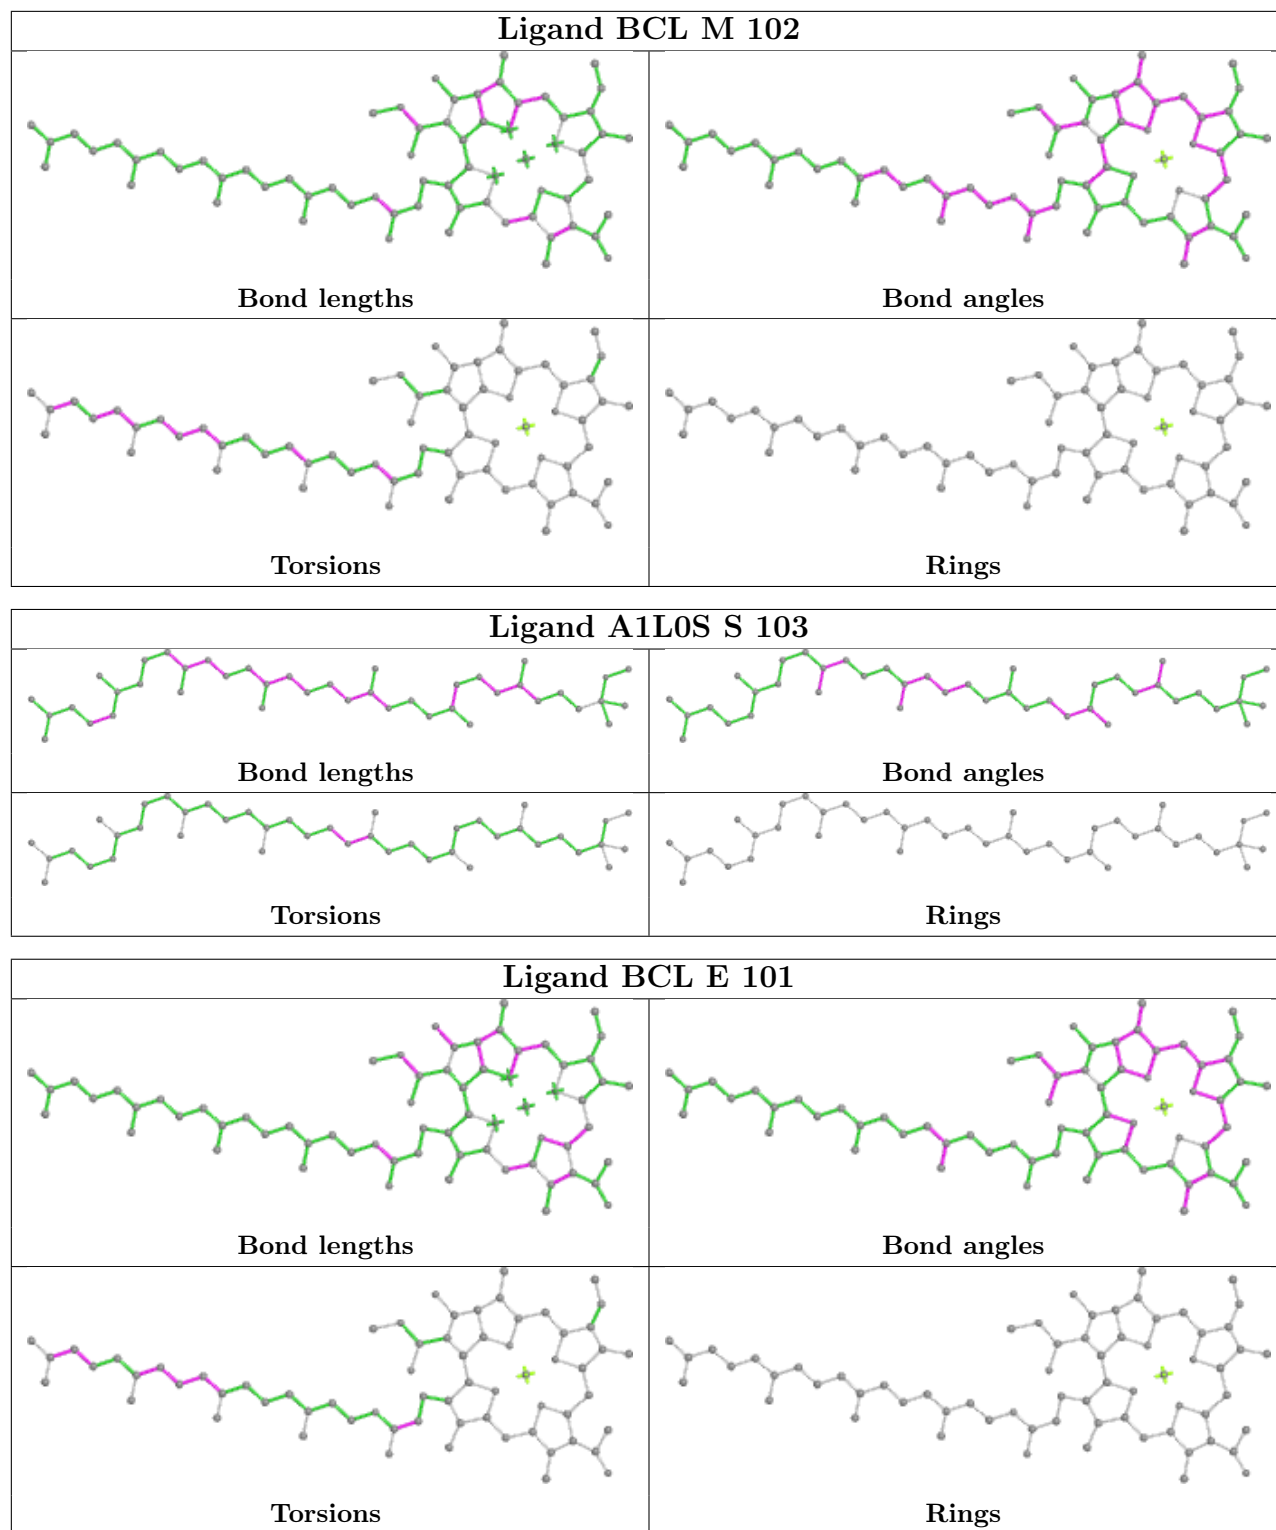 Ligand BCL M 102
Bond lengths
Bond angles
Torsions
Rings
Ligand A1L0S S 103
Bond lengths
Bond angles
Torsions
Rings
Ligand BCL E 101
Bond lengths
Bond angles
Torsions
Rings